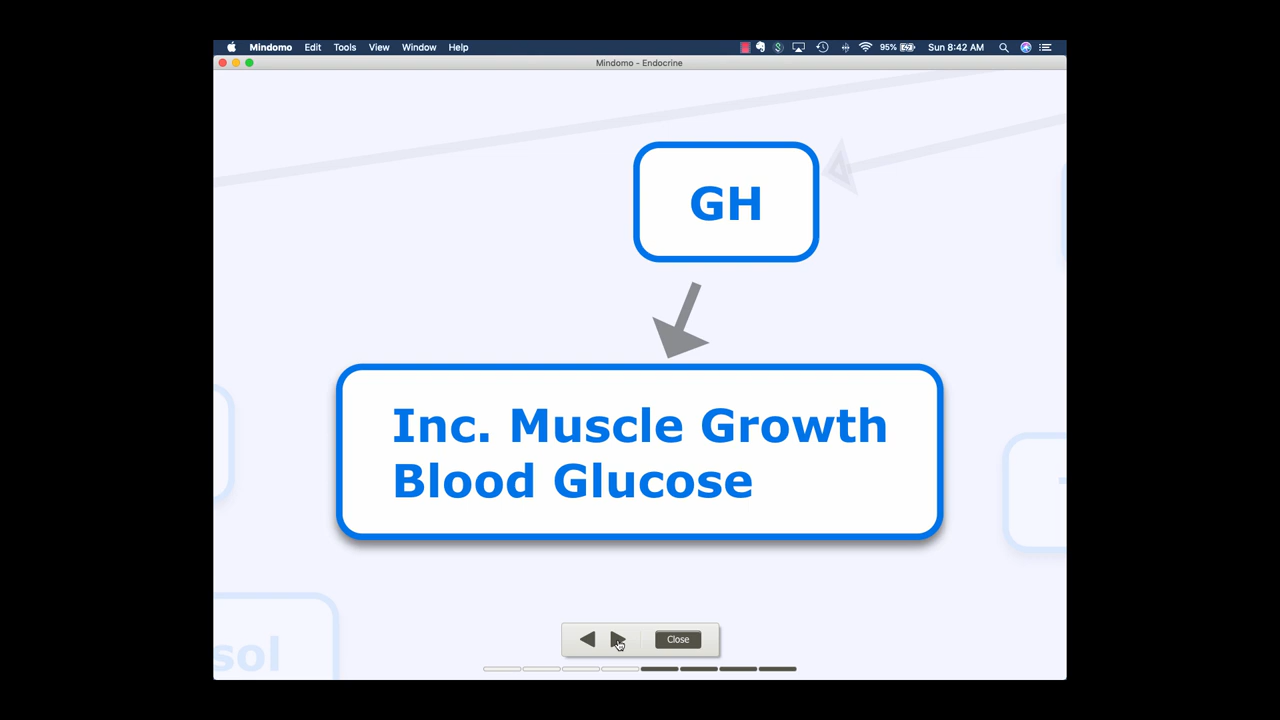 Mindomo Edit Tools View Window Help 95% Sun 8:42 AM
Mindomo - Endocrine
GH
Inc. Muscle Growth
Blood Glucose
sol
Close